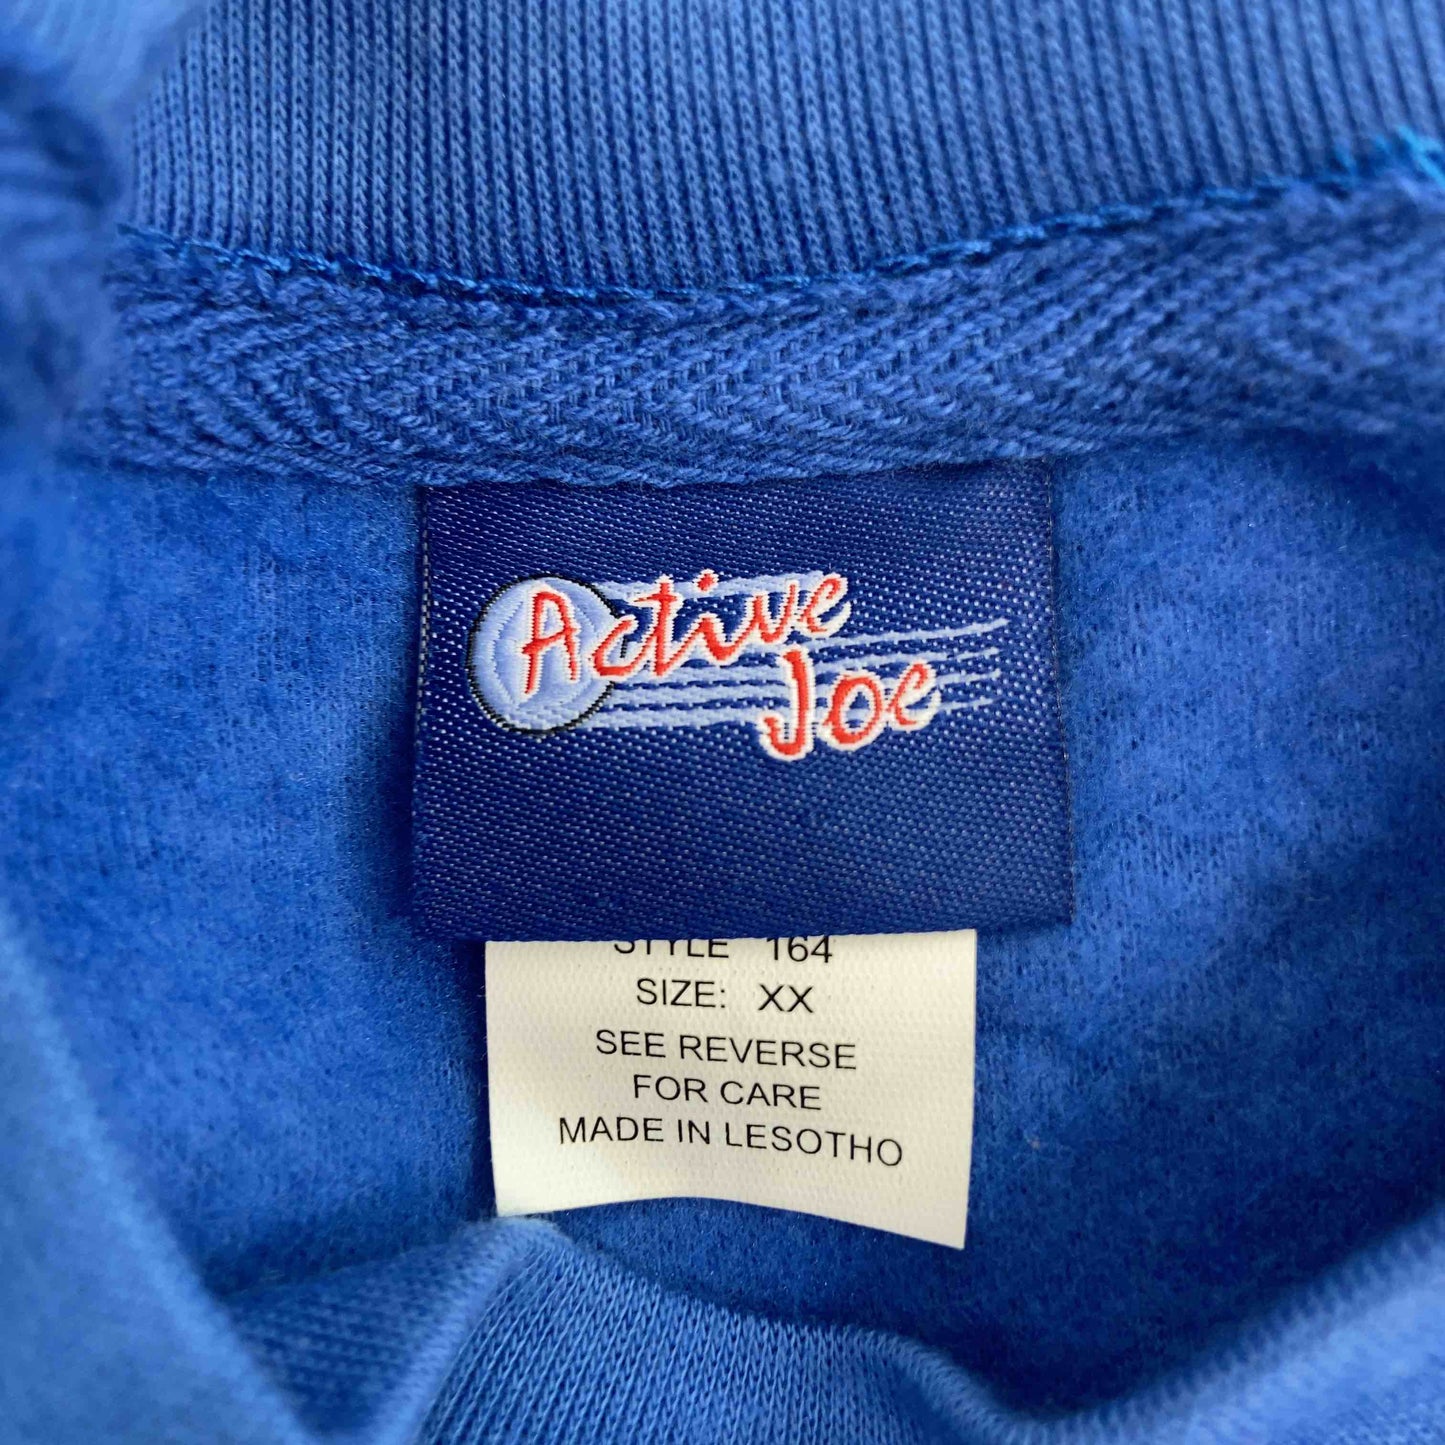 Active
Joe
STYLE 164
SIZE: XX
SEE REVERSE
FOR CARE
MADE IN LESOTHO